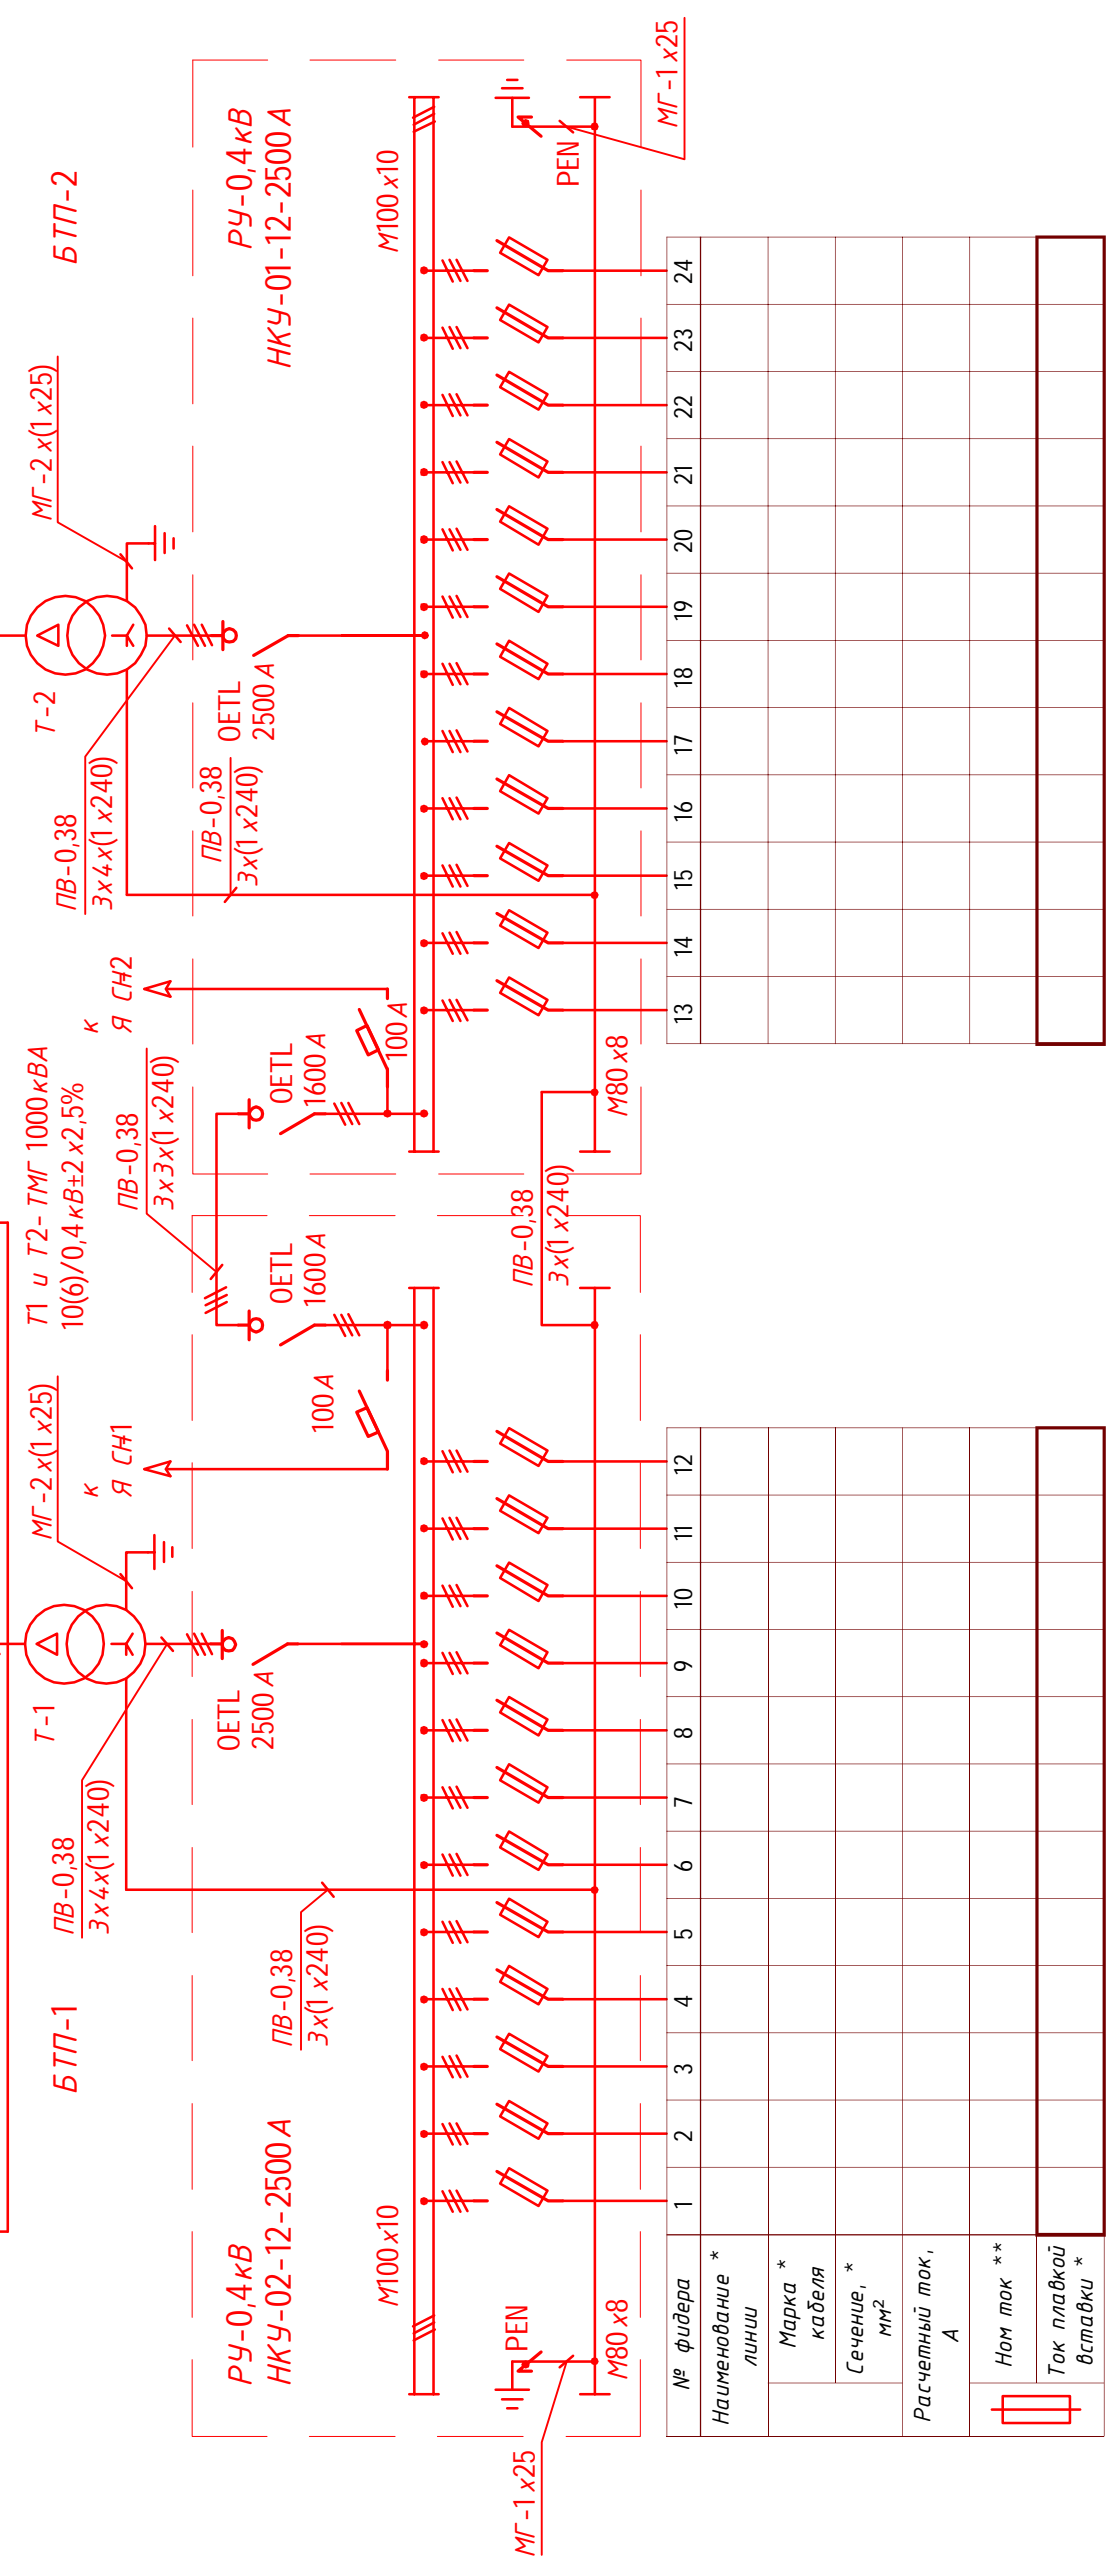 БТП-1
Т-1
ПВ-0,38
3х4х(1х240)
МГ-2х(1х25)
к
Я СН1
Т1 и Т2- ТМГ 1000кВА
10(6)/0,4кВ±2х2,5%
ПВ-0,38
3х3х(1х240)
к
Я СН2
БТП-2
Т-2
ПВ-0,38
3х4х(1х240)
МГ-2х(1х25)
РУ-0,4кВ
НКУ-02-12-2500А
ПВ-0,38
3х(1х240)
OETL
2500А
100А
OETL
1600А
OETL
1600А
100А
ПВ-0,38
3х(1х240)
OETL
2500А
РУ-0,4кВ
НКУ-01-12-2500А
М100х10
М100х10
МГ-1х25
PEN
М80х8
ПВ-0,38
3х(1х240)
М80х8
PEN
МГ-1х25
№ фидера 1 2 3 4 5 6 7 8 9 10 11 12 13 14 15 16 17 18 19 20 21 22 23 24
Наименование *
линии
Марка *
кабеля
Сечение, *
мм²
Расчетный ток,
А
Ном ток **
Ток плавкой
вставки *